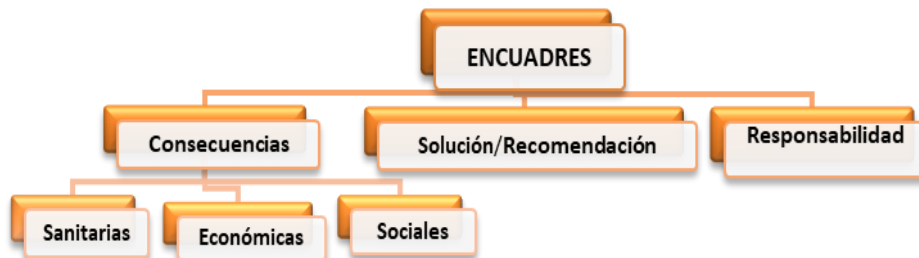 ENCUADRES
Consecuencias
Solución/Recomendación
Responsabilidad
Sanitarias
Económicas
Sociales